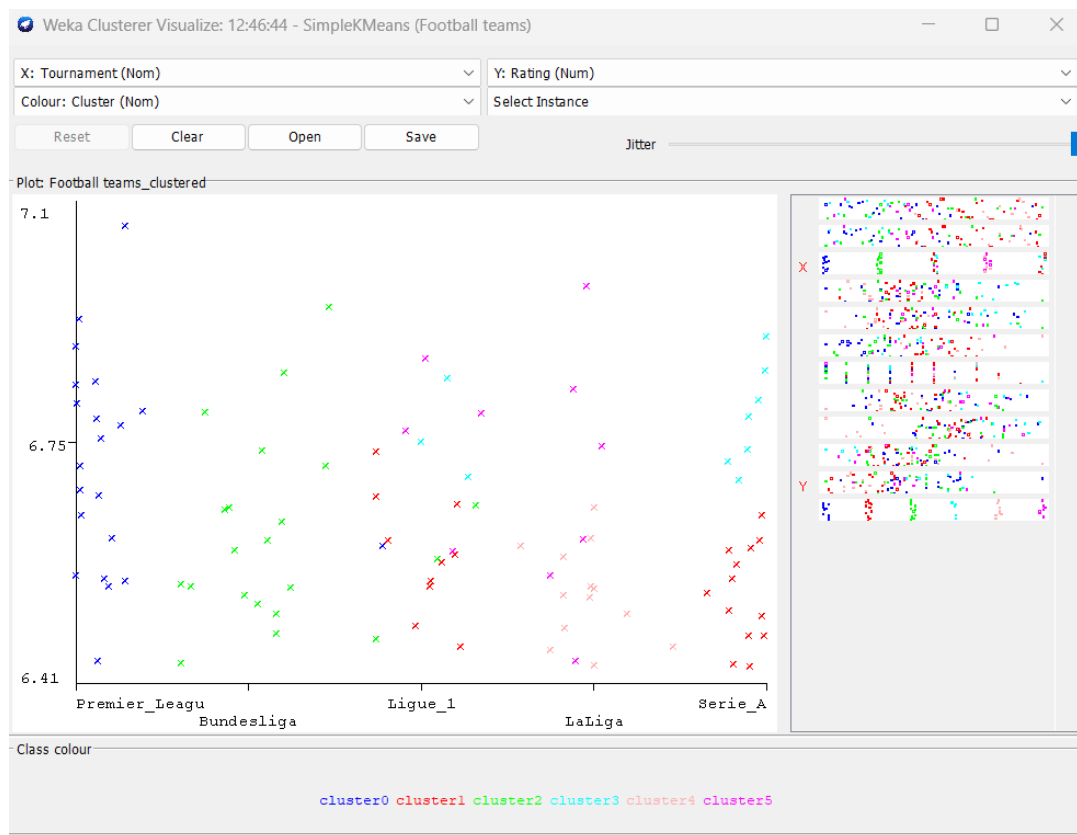 Weka Clusterer Visualize: 12:46:44 - SimpleKMeans (Football teams)
X: Tournament (Nom)
Y: Rating (Num)
Colour: Cluster (Nom)
Select Instance
Reset
Clear
Open
Save
Jitter
Plot: Football teams_clustered
7.1
X
6.75
Y
6.41
Premier_Leagu
Ligue_1
Serie_A
Bundesliga
LaLiga
Class colour
cluster0 cluster1 cluster2 cluster3 cluster4 cluster5